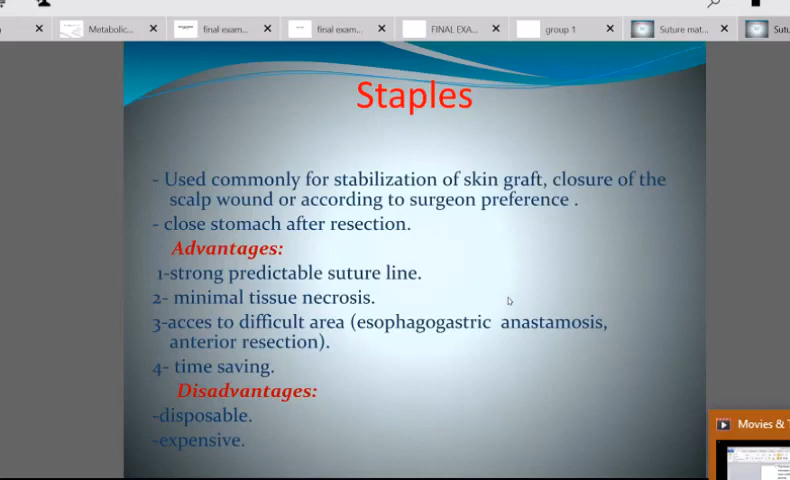 Metabolic...
final exam...
final exam...
FINAL EXA...
group 1
Suture mat...
Sutu
Staples
- Used commonly for stabilization of skin graft, closure of the
scalp wound or according to surgeon preference .
- close stomach after resection.
Advantages:
1-strong predictable suture line.
2- minimal tissue necrosis.
3-acces to difficult area (esophagogastric anastamosis,
anterior resection).
4- time saving.
Disadvantages:
-disposable.
-expensive.
Movies & T